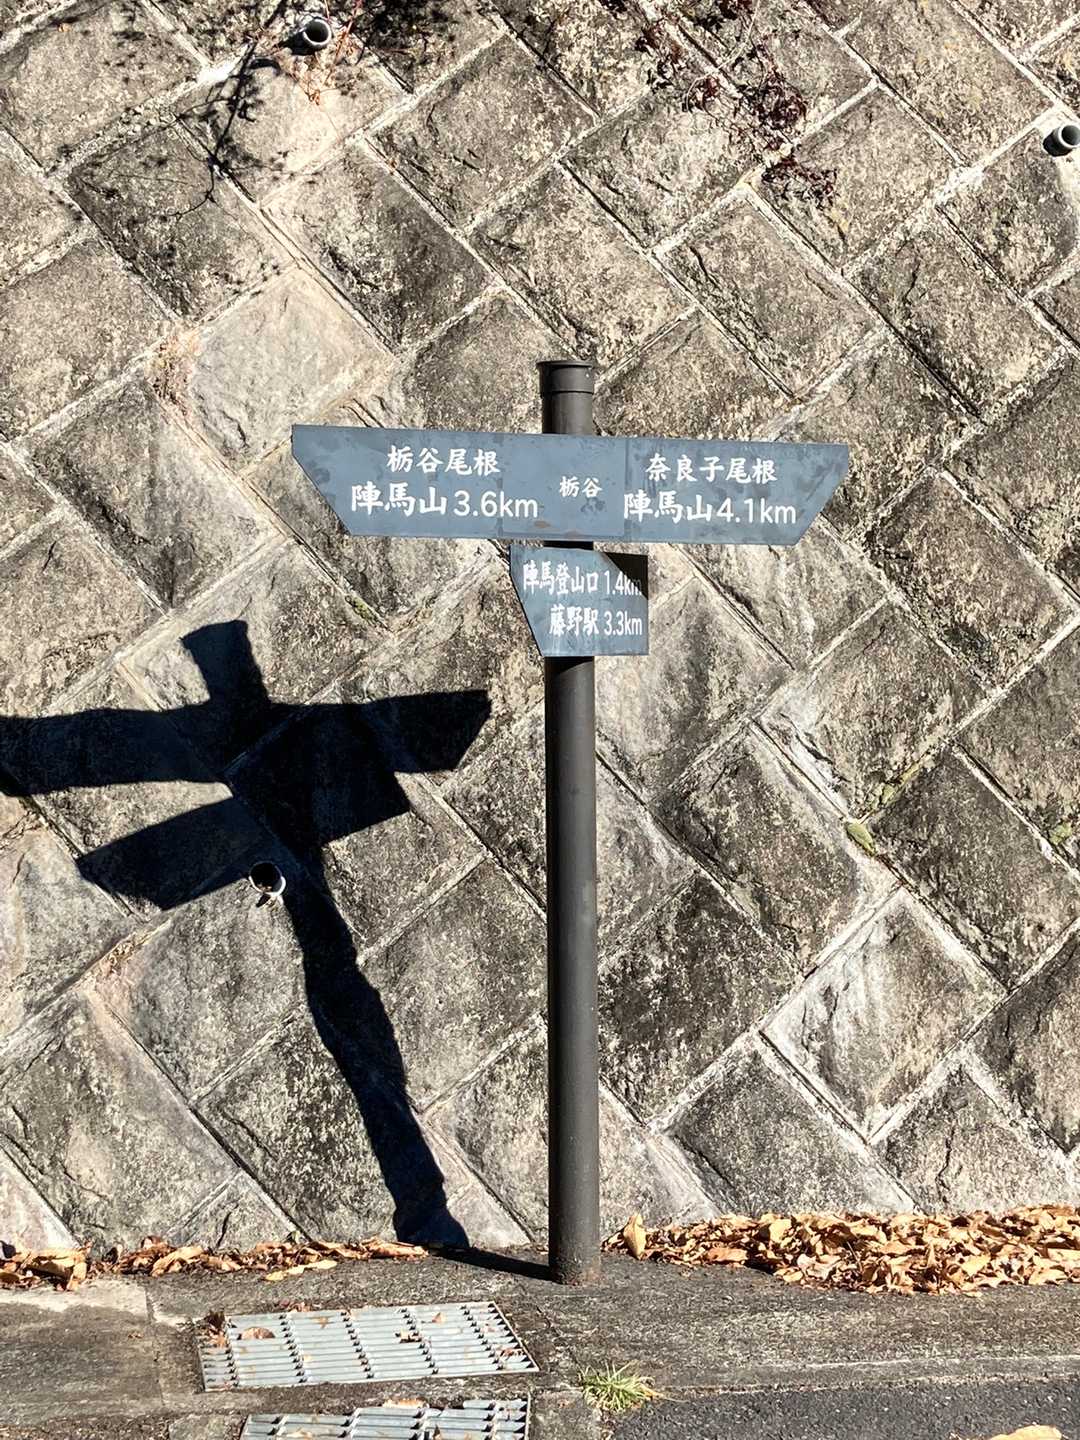 栃谷尾根
陣馬山3.6km
栃谷
奈良子尾根
陣馬山4.1km
陣馬登山口 1.4km
藤野駅 3.3km